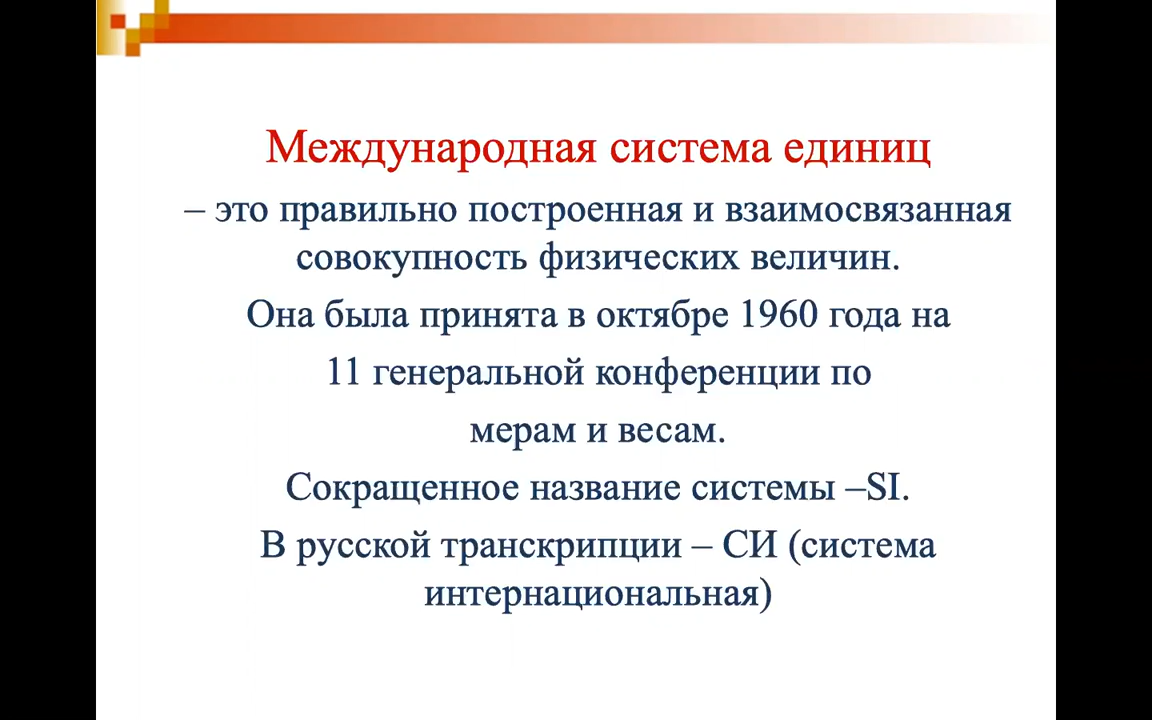 Международная система единиц
– это правильно построенная и взаимосвязанная
совокупность физических величин.
Она была принята в октябре 1960 года на
11 генеральной конференции по
мерам и весам.
Сокращенное название системы –SI.
В русской транскрипции – СИ (система
интернациональная)